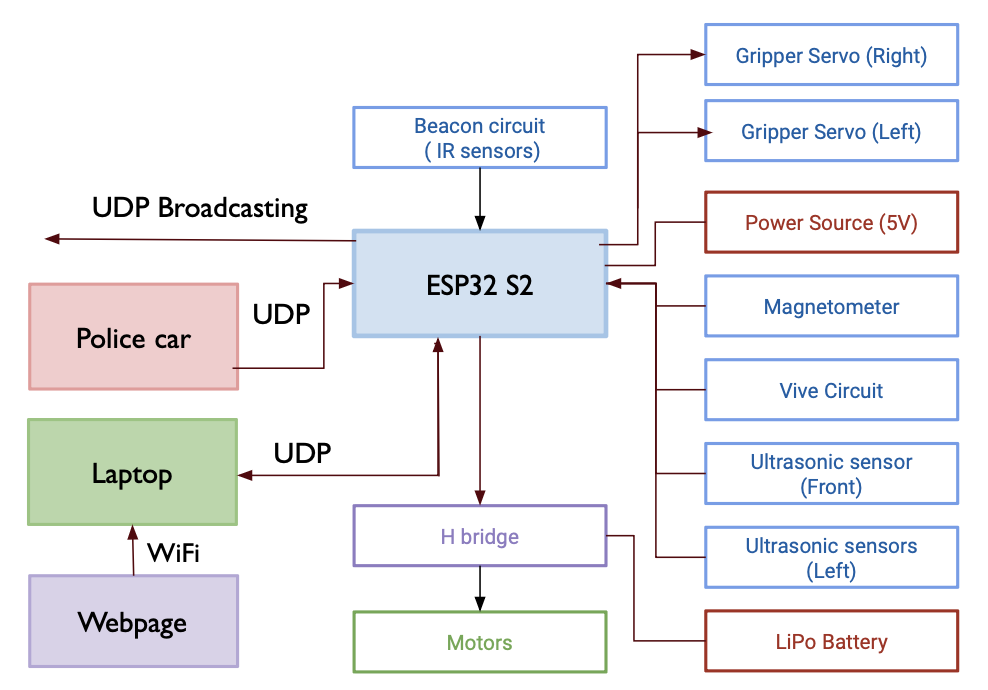 Gripper Servo (Right)
Beacon circuit
( IR sensors)
Gripper Servo (Left)
UDP Broadcasting
Power Source (5V)
ESP32 S2
Magnetometer
Police car
UDP
Vive Circuit
Laptop
UDP
Ultrasonic sensor
(Front)
H bridge
Ultrasonic sensors
(Left)
WiFi
Webpage
Motors
LiPo Battery